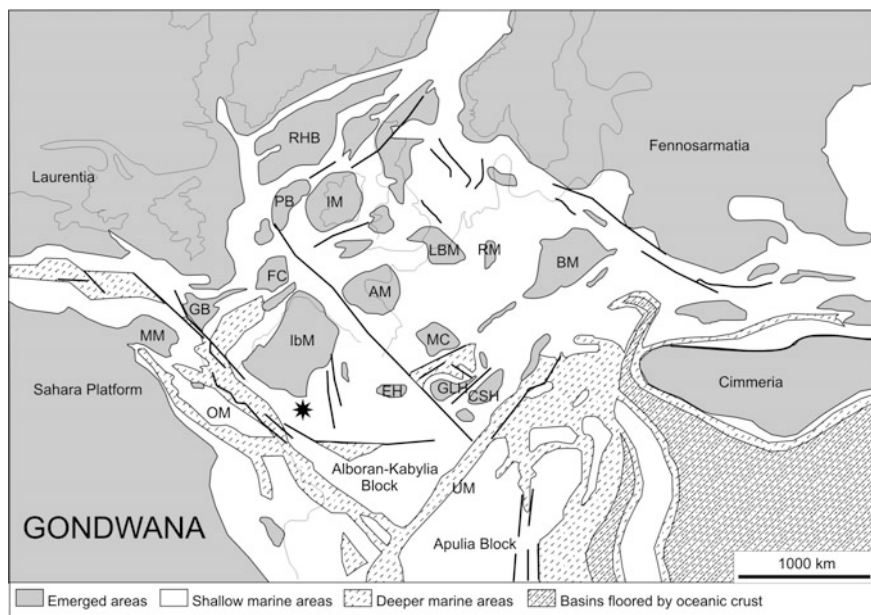 RHB
Fennosarmatia
Laurentia
PB
IM
LBM
RM
BM
FC
AM
GB
MM
IbM
MC
Sahara Platform
EH
GLH
CSH
Cimmeria
OM
Alboran-Kabylia
Block
UM
GONDWANA
Apulia Block
1000 km
Emerged areas
Shallow marine areas
Deeper marine areas
Basins floored by oceanic crust